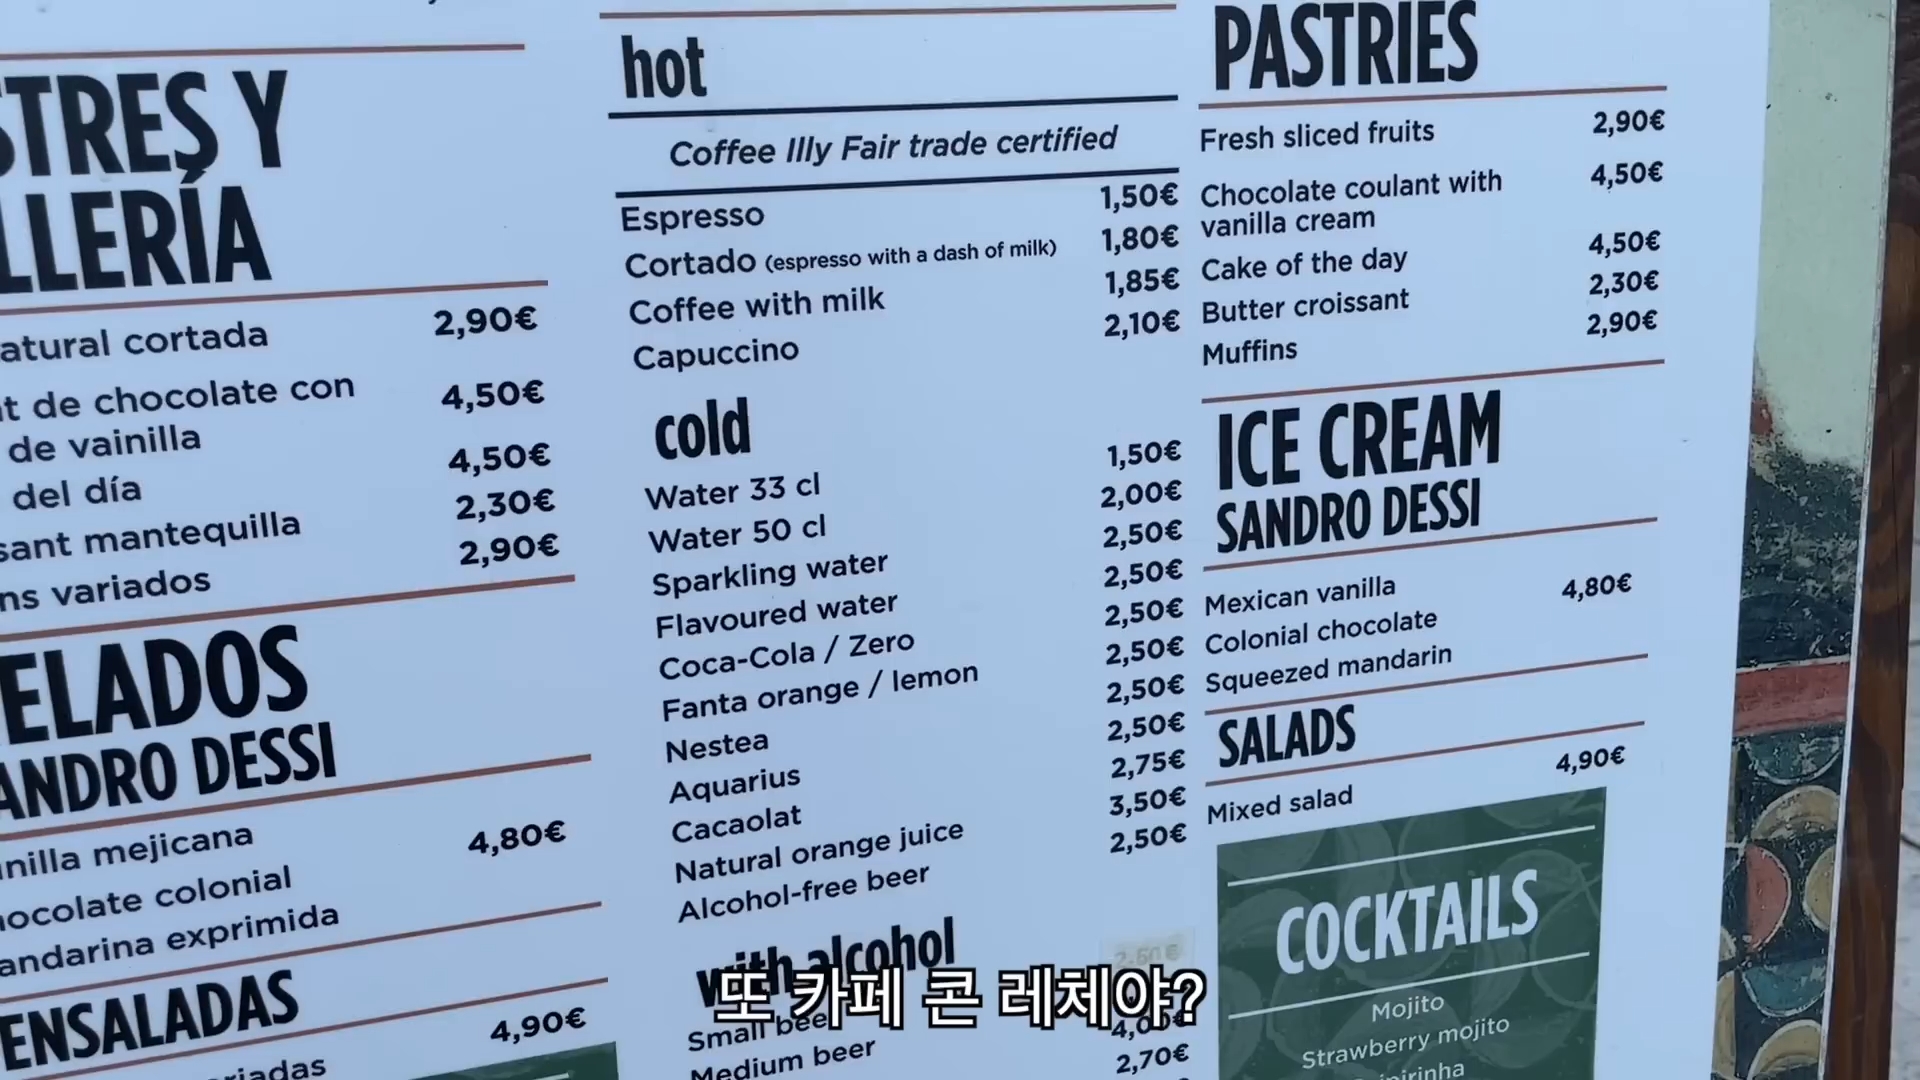 STRES Y
LLERÍA
atural cortada 2,90€
t de chocolate con 4,50€
de vainilla
del día 4,50€
sant mantequilla 2,30€
ns variados 2,90€
ELADOS
ANDRO DESSI
nilla mejicana 4,80€
ocolate colonial
andarina exprimida
ENSALADAS
riadas 4,90€
hot
Coffee Illy Fair trade certified
Espresso 1,50€
Cortado (espresso with a dash of milk) 1,80€
Coffee with milk 1,85€
Capuccino 2,10€
cold
Water 33 cl 1,50€
Water 50 cl 2,00€
Sparkling water 2,50€
Flavoured water 2,50€
Coca-Cola / Zero 2,50€
Fanta orange / lemon 2,50€
Nestea 2,50€
Aquarius 2,50€
Cacaolat 2,75€
Natural orange juice 3,50€
Alcohol-free beer 2,50€
with alcohol
2,60€
Small beer
Medium beer 4,00€
2,70€
PASTRIES
Fresh sliced fruits 2,90€
Chocolate coulant with 4,50€
vanilla cream
Cake of the day 4,50€
Butter croissant 2,30€
Muffins 2,90€
ICE CREAM
SANDRO DESSI
Mexican vanilla 4,80€
Colonial chocolate
Squeezed mandarin
SALADS
Mixed salad 4,90€
COCKTAILS
Mojito
Strawberry mojito
pirinha
또 카페 콘 레체야?